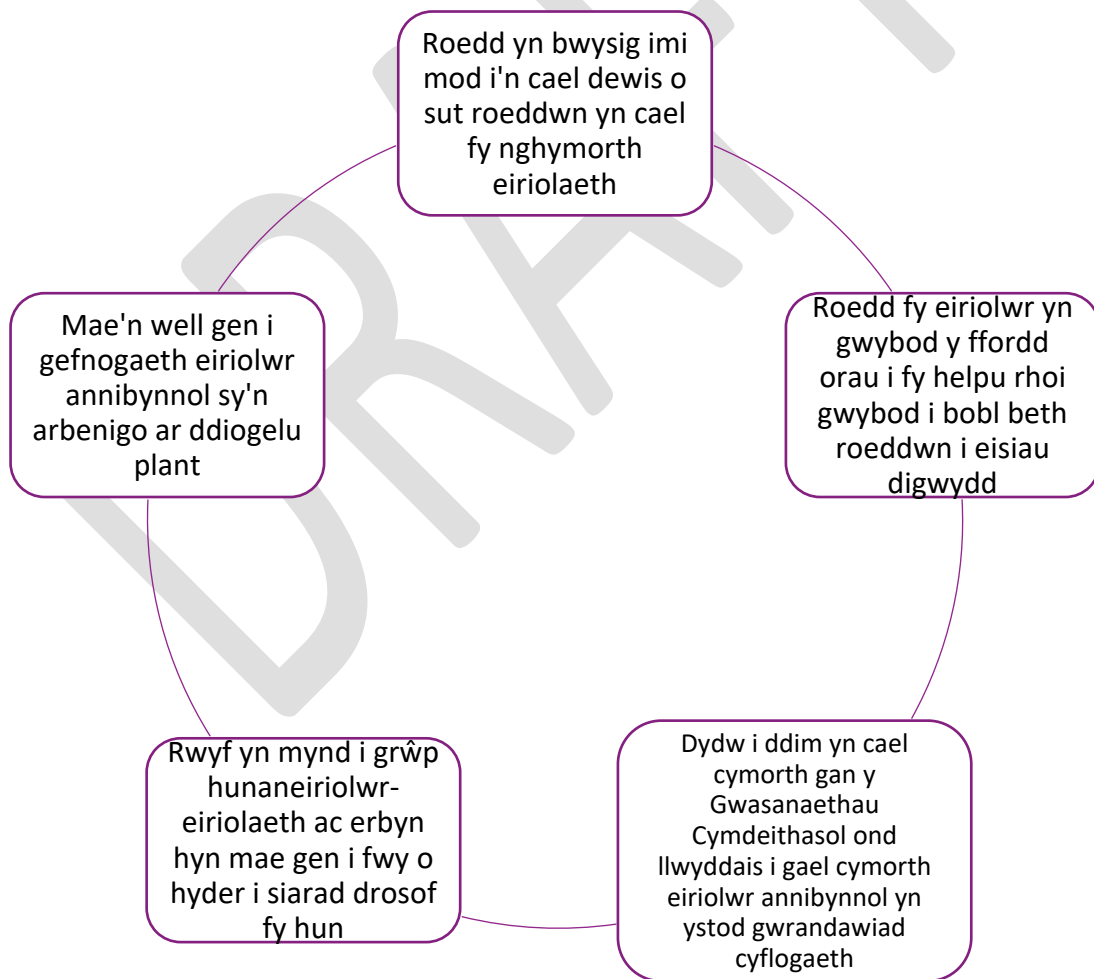 Roedd yn bwysig imi
mod i'n cael dewis o
sut roeddwn yn cael
fy nghymorth
eiriolaeth
Roedd fy eiriolwr yn
gwybod y ffordd
orau i fy helpu rhoi
gwybod i bobl beth
roeddwn i eisiau
digwydd
Dydw i ddim yn cael
cymorth gan y
Gwasanaethau
Cymdeithasol ond
llwyddais i gael cymorth
eiriolwr annibynnol yn
ystod gwrandawiad
cyflogaeth
Rwyf yn mynd i grŵp
hunaneiriolwr-
eiriolaeth ac erbyn
hyn mae gen i fwy o
hyder i siarad drosof
fy hun
Mae'n well gen i
gefnogaeth eiriolwr
annibynnol sy'n
arbenigo ar ddiogelu
plant